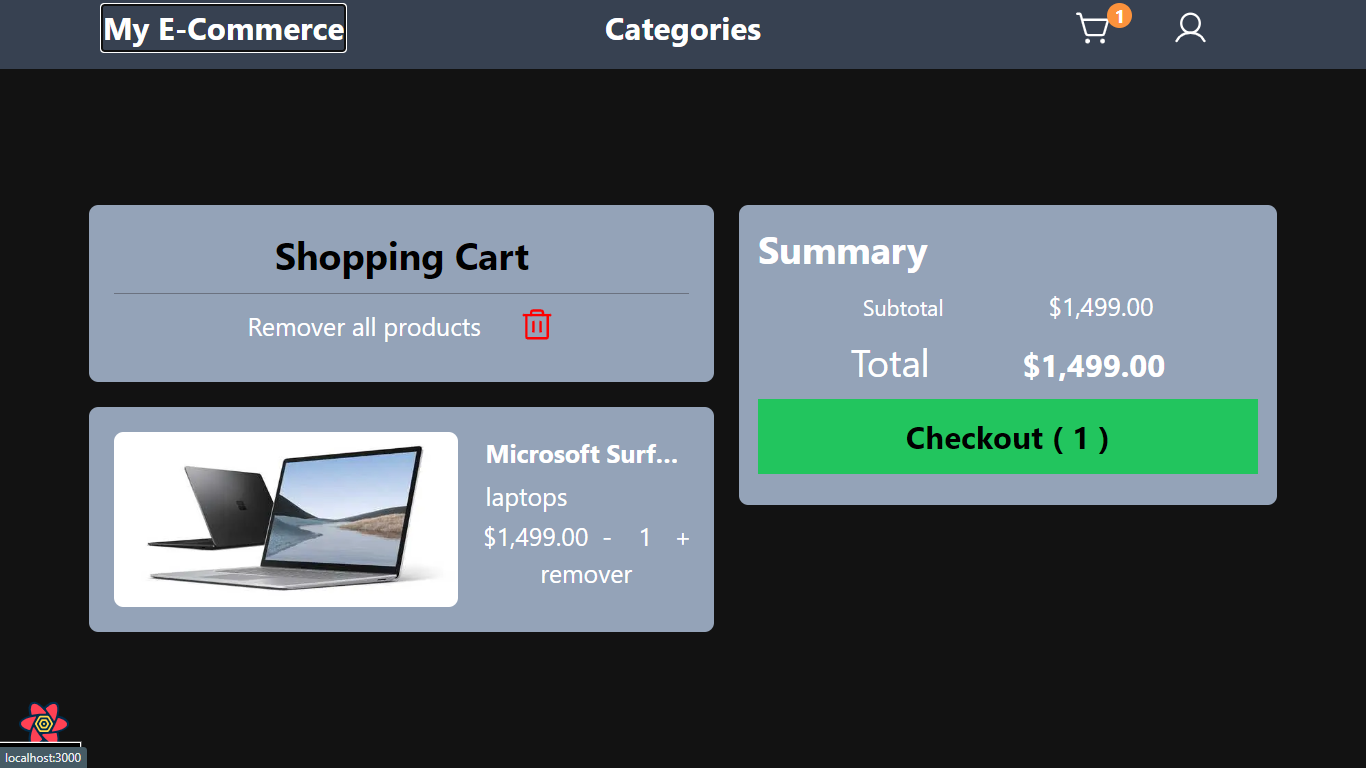 My E-Commerce
Categories
1
Shopping Cart
Remover all products
Microsoft Surf...
laptops
$1,499.00 - 1 +
remover
Summary
Subtotal $1,499.00
Total $1,499.00
Checkout ( 1 )
localhost:3000